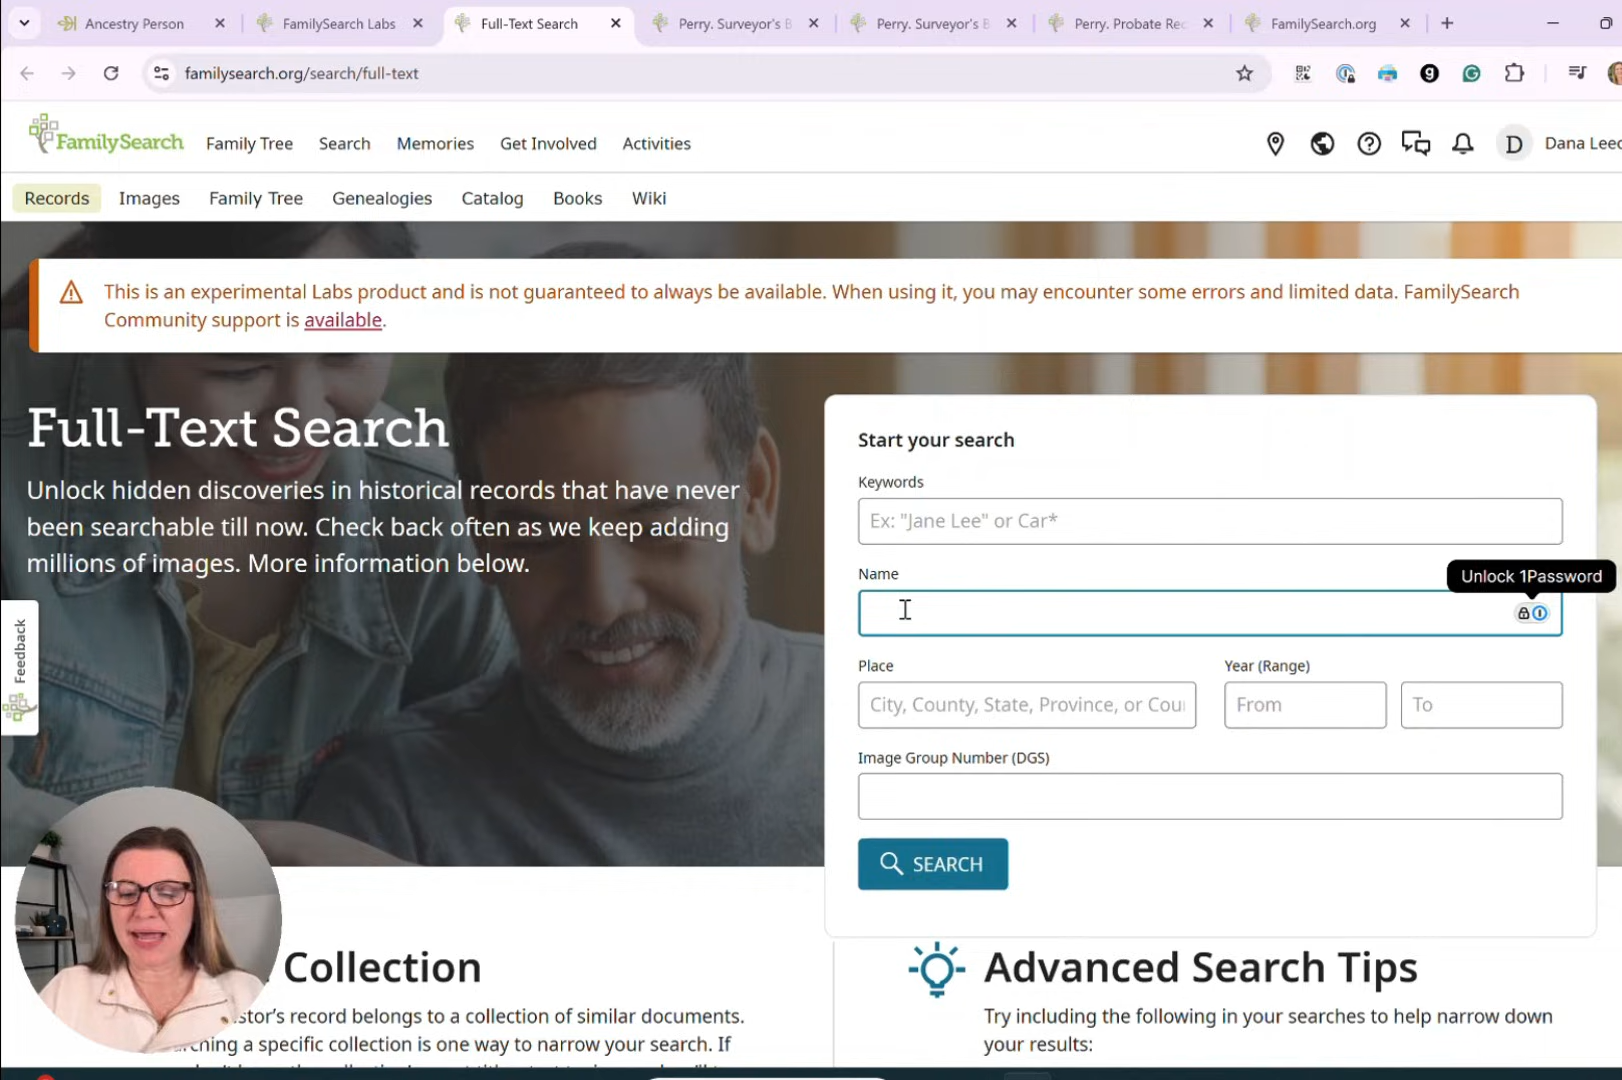 Ancestry Person
FamilySearch Labs
Full-Text Search
Perry. Surveyor's B
Perry. Surveyor's B
Perry. Probate Rec
FamilySearch.org
familysearch.org/search/full-text
FamilySearch
Family Tree
Search
Memories
Get Involved
Activities
D
Dana Leed
Records
Images
Family Tree
Genealogies
Catalog
Books
Wiki
This is an experimental Labs product and is not guaranteed to always be available. When using it, you may encounter some errors and limited data. FamilySearch
Community support is available.
Full-Text Search
Unlock hidden discoveries in historical records that have never
been searchable till now. Check back often as we keep adding
millions of images. More information below.
Feedback
Start your search
Keywords
Ex: "Jane Lee" or Car*
Name
Unlock 1Password
Place
Year (Range)
City, County, State, Province, or Cou
From
To
Image Group Number (DGS)
SEARCH
Collection
stor's record belongs to a collection of similar documents.
ching a specific collection is one way to narrow your search. If
Advanced Search Tips
Try including the following in your searches to help narrow down
your results: